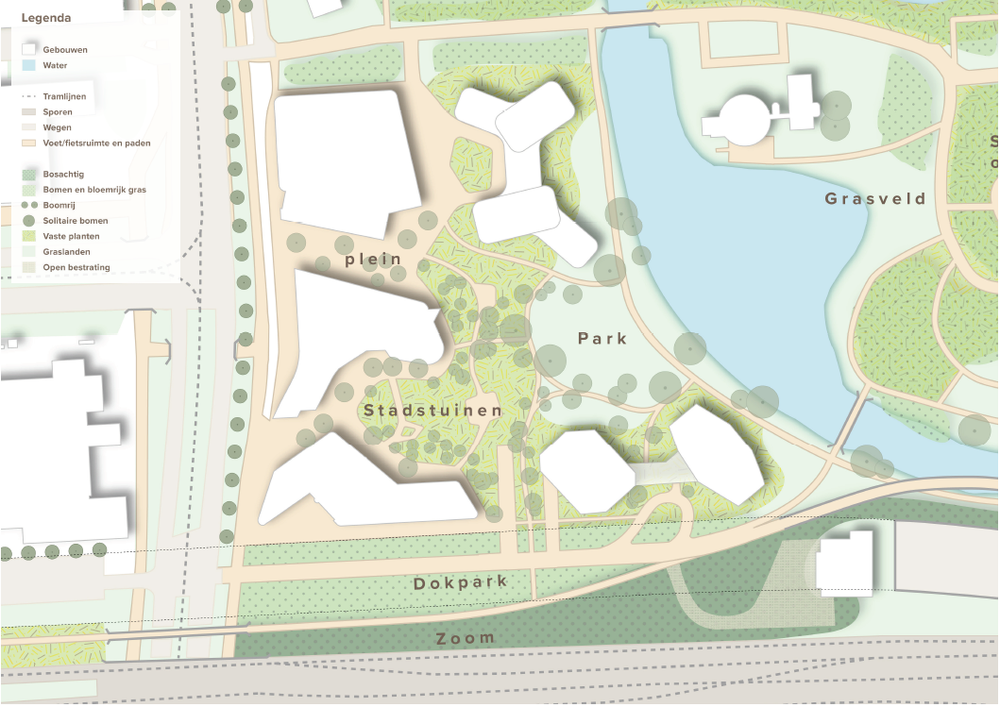 Legenda
Gebouwen
Water
Tramlijnen
Sporen
Wegen
Voet/fietsruimte en paden
Bosachtig
Bomen en bloemrijk gras
Boomrij
Solitaire bomen
Vaste planten
Graslanden
Open bestrating
S
o
Grasveld
plein
Park
Stadstuinen
Dokpark
Zoom